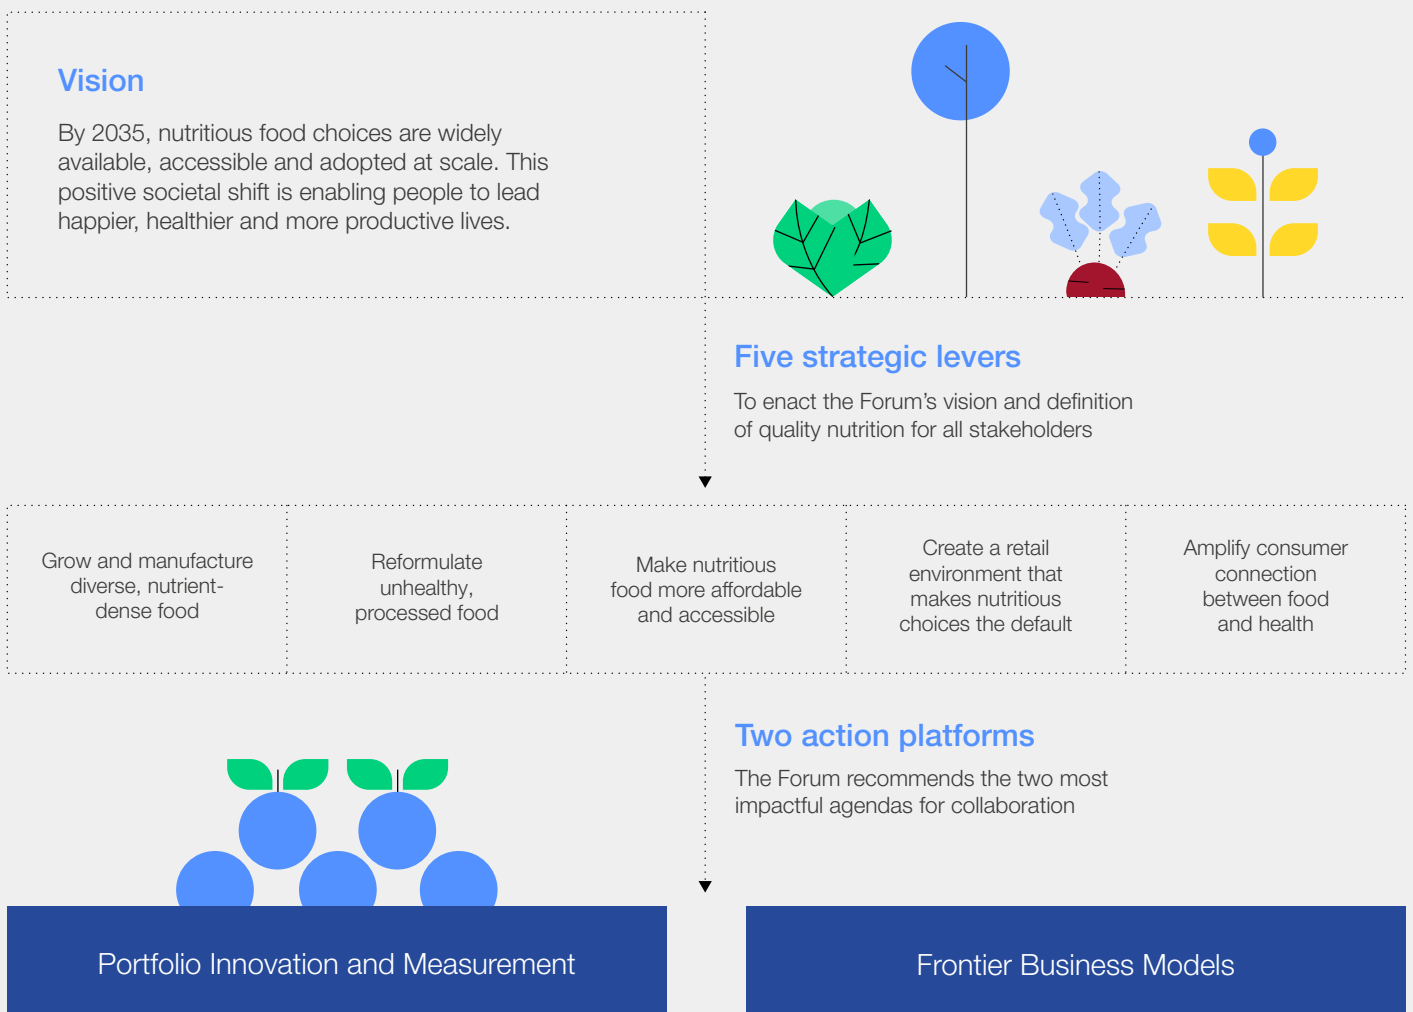 Vision
By 2035, nutritious food choices are widely
available, accessible and adopted at scale. This
positive societal shift is enabling people to lead
happier, healthier and more productive lives.
Five strategic levers
To enact the Forum’s vision and definition
of quality nutrition for all stakeholders
Grow and manufacture
diverse, nutrient-
dense food
Reformulate
unhealthy,
processed food
Make nutritious
food more affordable
and accessible
Create a retail
environment that
makes nutritious
choices the default
Amplify consumer
connection
between food
and health
Two action platforms
The Forum recommends the two most
impactful agendas for collaboration
Portfolio Innovation and Measurement
Frontier Business Models